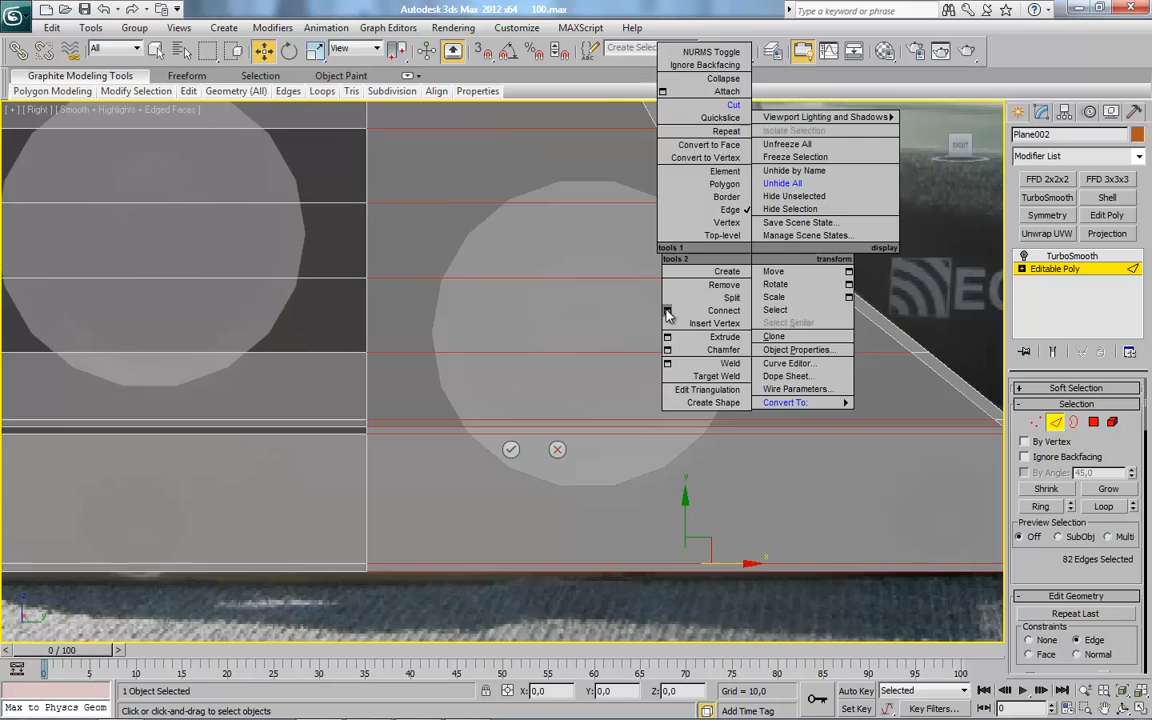 Autodesk 3ds Max 2012 x64    100.max
Type a keyword or phrase
Edit Tools Group Views Create Modifiers Animation Graph Editors Rendering Customize MAXScript Help
All View Create Selection
Graphite Modeling Tools Freeform Selection Object Paint
Polygon Modeling Modify Selection Edit Geometry (All) Edges Loops Tris Subdivision Align Properties
[ + ] [ Right ] [ Smooth + Highlights + Edged Faces ]
NURMS Toggle
Ignore Backfacing
Collapse
Attach
Cut
Quickslice
Repeat
Convert to Face
Convert to Vertex
Element
Polygon
Border
Edge
Vertex
Top-level
tools 1
Viewport Lighting and Shadows
Isolate Selection
Unfreeze All
Freeze Selection
Unhide by Name
Unhide All
Hide Unselected
Hide Selection
Save Scene State...
Manage Scene States...
display
tools 2
Create
Remove
Split
Connect
Insert Vertex
Extrude
Chamfer
Weld
Target Weld
Edit Triangulation
Create Shape
transform
Move
Rotate
Scale
Select
Select Similar
Clone
Object Properties...
Curve Editor...
Dope Sheet...
Wire Parameters...
Convert To:
RIGHT
EC
y
x
z
x y
Plane002
Modifier List
FFD 2x2x2 FFD 3x3x3
TurboSmooth Shell
Symmetry Edit Poly
Unwrap UVW Projection
TurboSmooth
Editable Poly
Soft Selection
Selection
By Vertex
Ignore Backfacing
By Angle: 45,0
Shrink Grow
Ring Loop
Preview Selection
Off SubObj Multi
82 Edges Selected
Edit Geometry
Repeat Last
Constraints
None Edge
Face Normal
0 / 100
0 5 10 15 20 25 30 35 40 45 50 55 60 65 70 75 80 85 90 95 100
1 Object Selected X: 0,0 Y: 0,0 Z: 0,0 Grid = 10,0 Auto Key Selected
Max to Physcs Geom Click or click-and-drag to select objects Add Time Tag Set Key Key Filters... 0